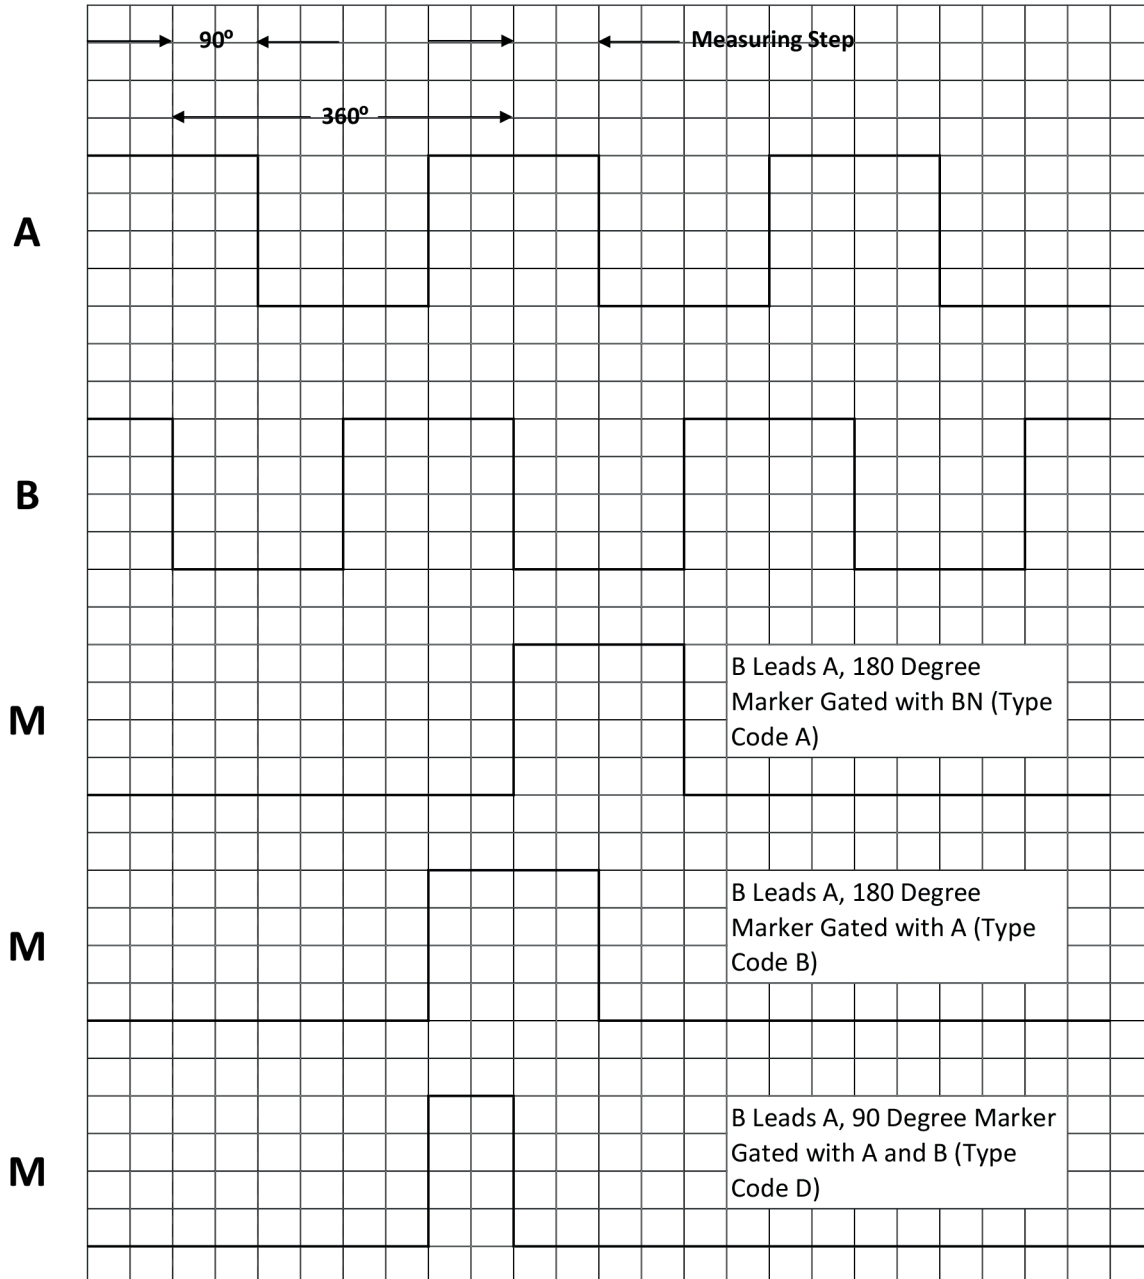 90º
Measuring Step
360º
A
B
M
B Leads A, 180 Degree
Marker Gated with BN (Type
Code A)
M
B Leads A, 180 Degree
Marker Gated with A (Type
Code B)
M
B Leads A, 90 Degree Marker
Gated with A and B (Type
Code D)